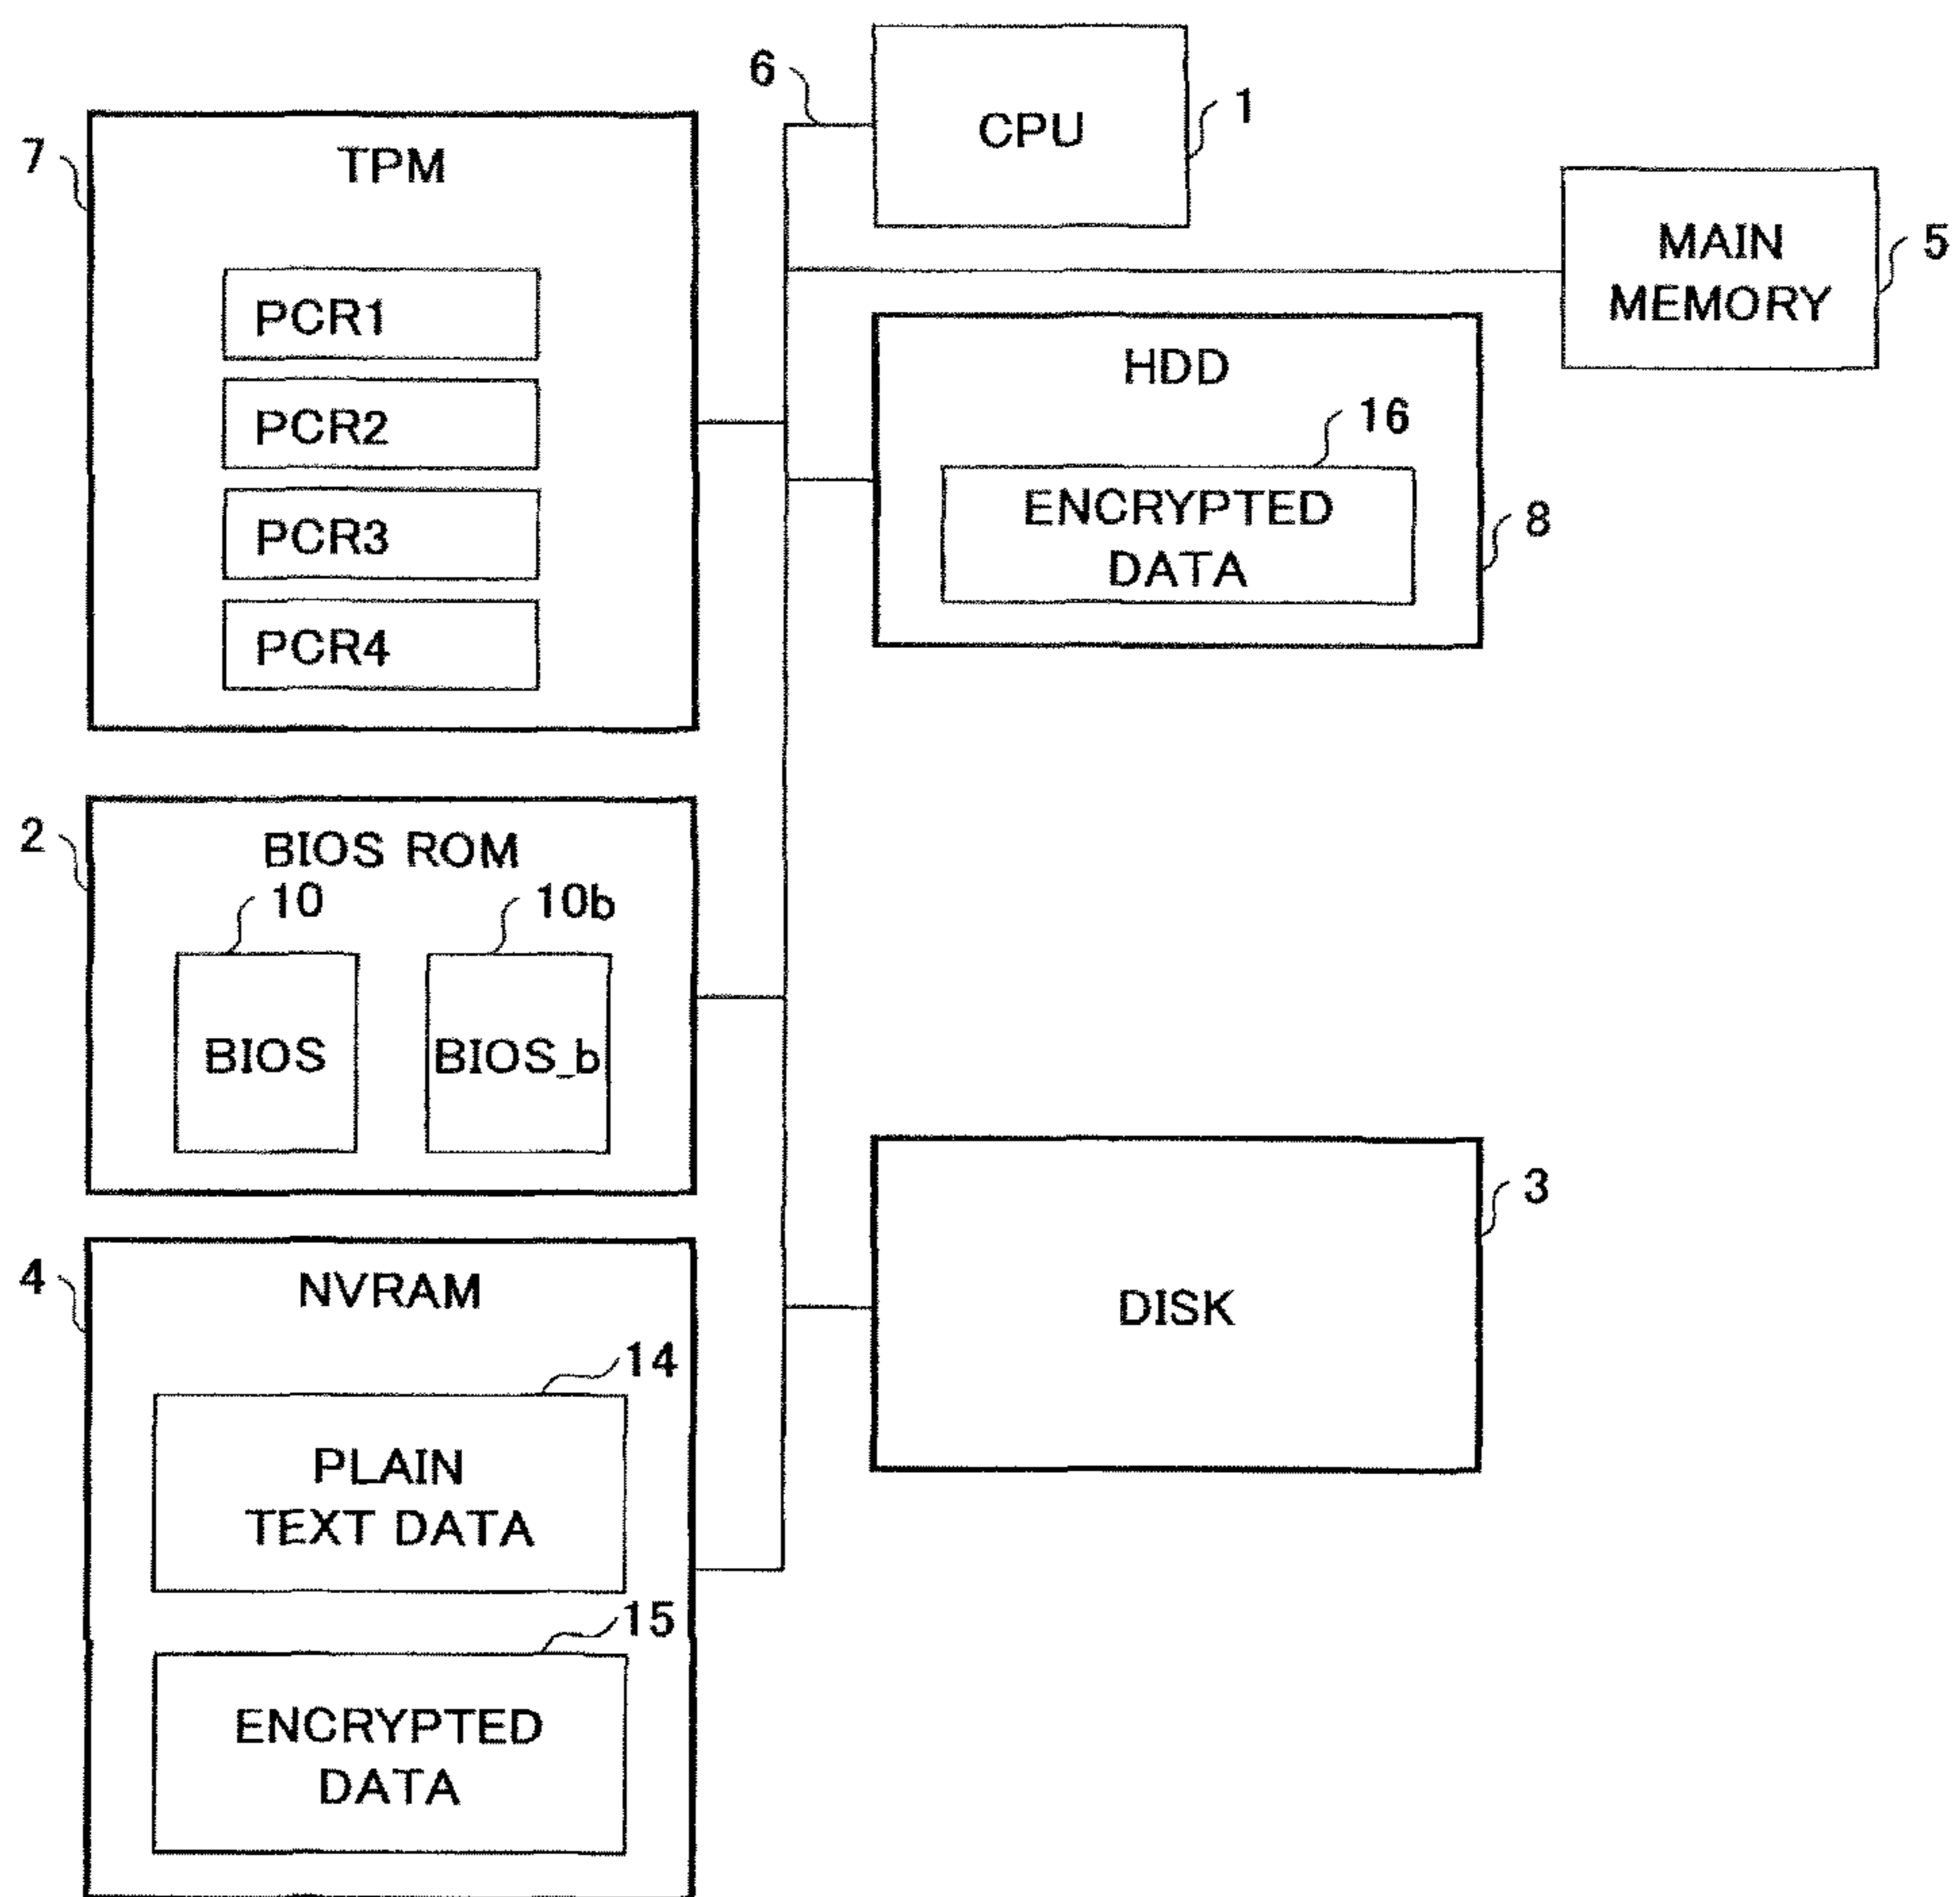 6
CPU
1
7
TPM
PCR1
PCR2
PCR3
PCR4
MAIN
MEMORY
5
HDD
16
ENCRYPTED
DATA
8
2
BIOS ROM
10
10b
BIOS
BIOS_b
3
DISK
4
NVRAM
14
PLAIN
TEXT DATA
15
ENCRYPTED
DATA